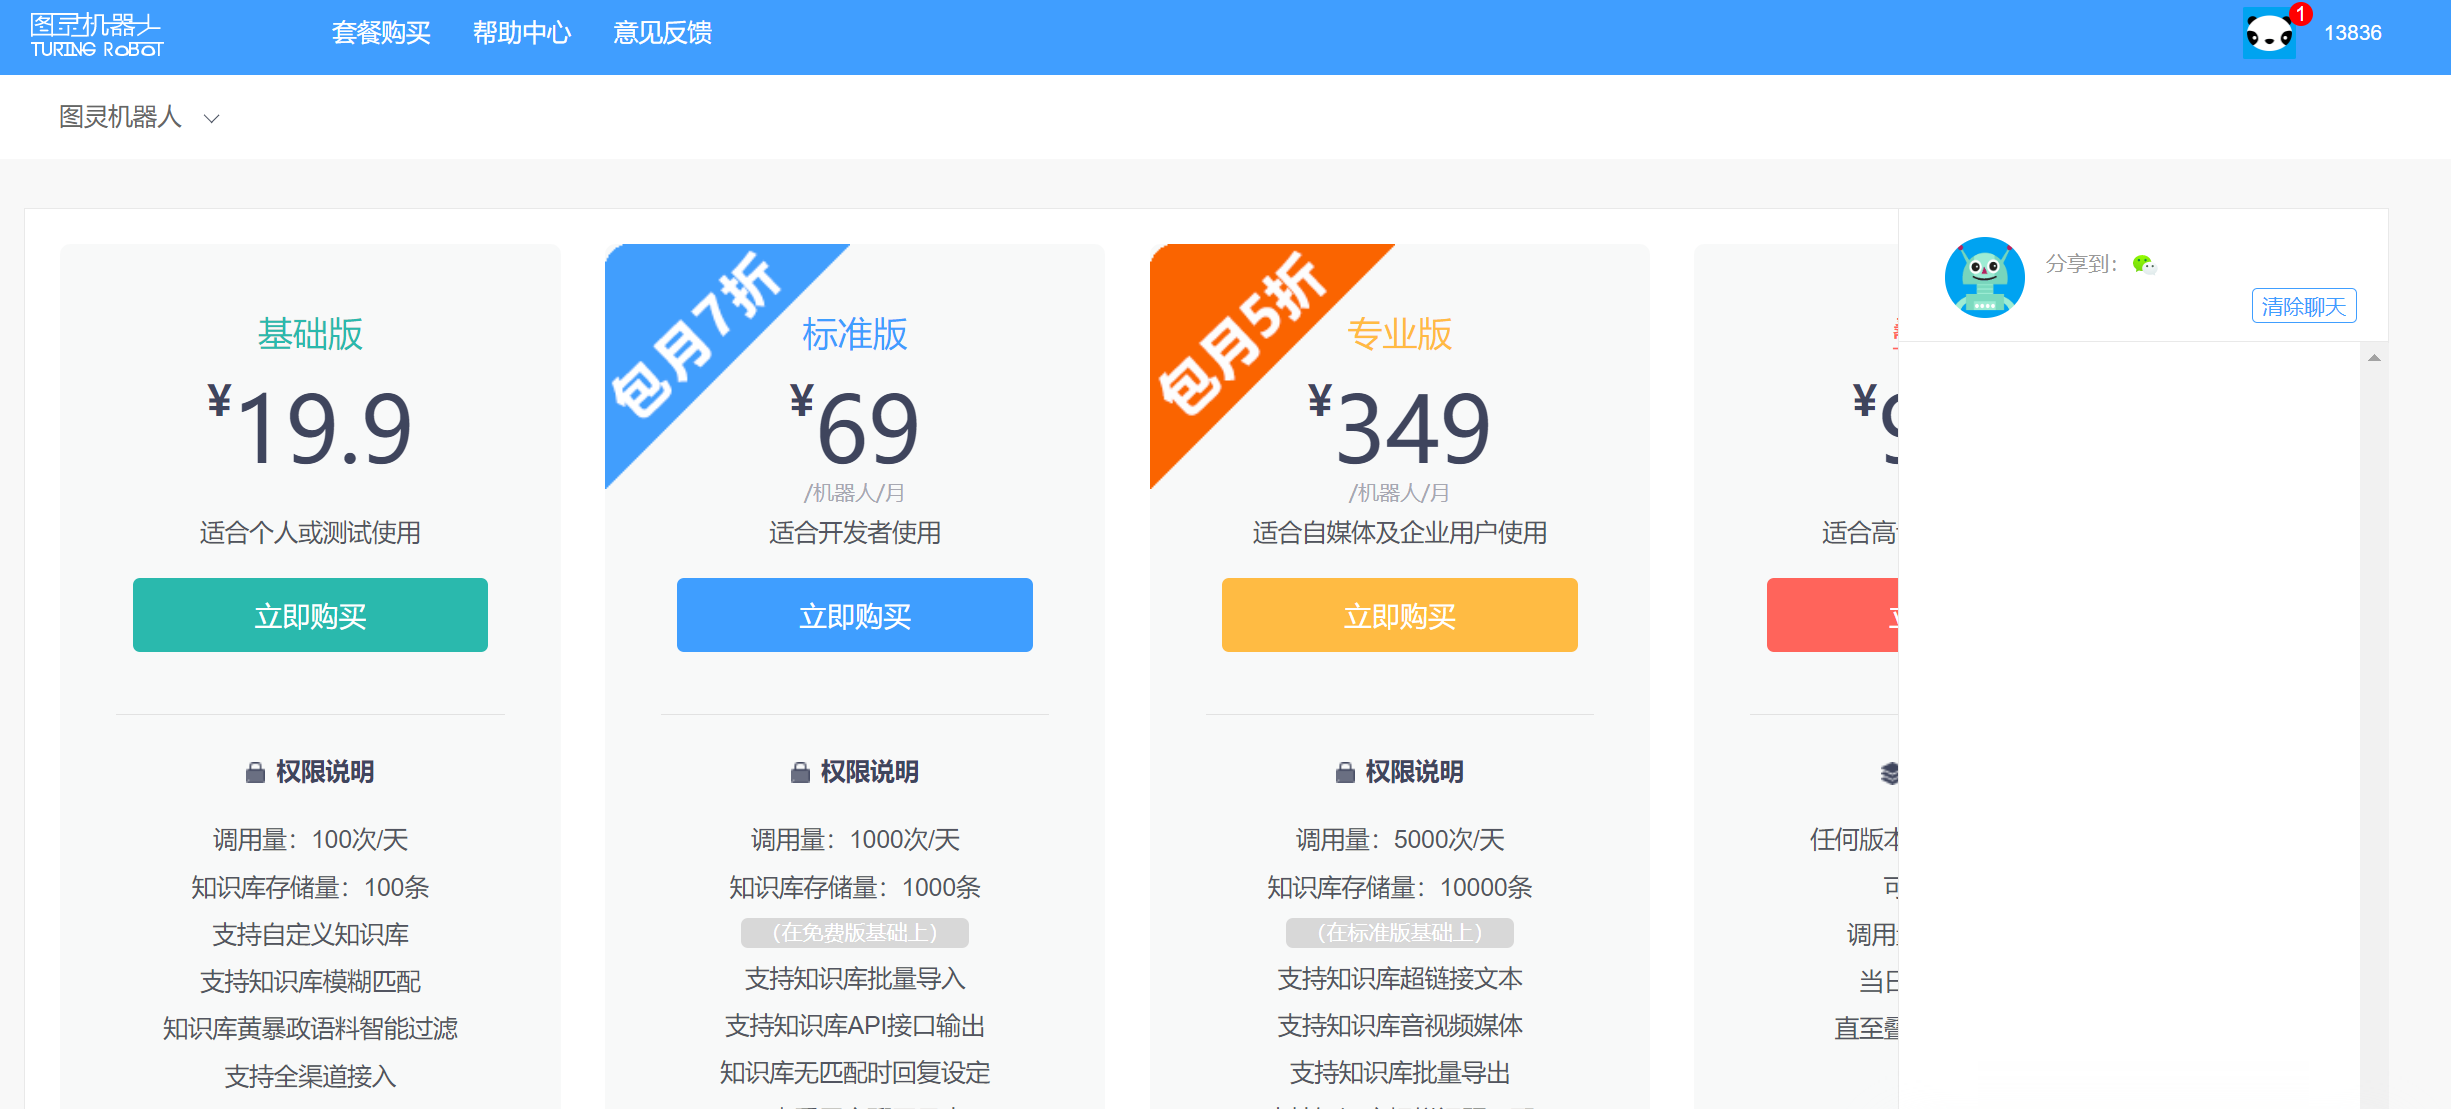 图灵机器人
TURING ROBOT
套餐购买
帮助中心
意见反馈
1
13836
图灵机器人
基础版
¥19.9
适合个人或测试使用
立即购买
权限说明
调用量：100次/天
知识库存储量：100条
支持自定义知识库
支持知识库模糊匹配
知识库黄暴政语料智能过滤
支持全渠道接入
包月7折
标准版
¥69
/机器人/月
适合开发者使用
立即购买
权限说明
调用量：1000次/天
知识库存储量：1000条
（在免费版基础上）
支持知识库批量导入
支持知识库API接口输出
知识库无匹配时回复设定
包月5折
专业版
¥349
/机器人/月
适合自媒体及企业用户使用
立即购买
权限说明
调用量：5000次/天
知识库存储量：10000条
（在标准版基础上）
支持知识库超链接文本
支持知识库音视频媒体
支持知识库批量导出
¥9
适合高
任何版本
可
调用
当日
直至叠
分享到：
清除聊天